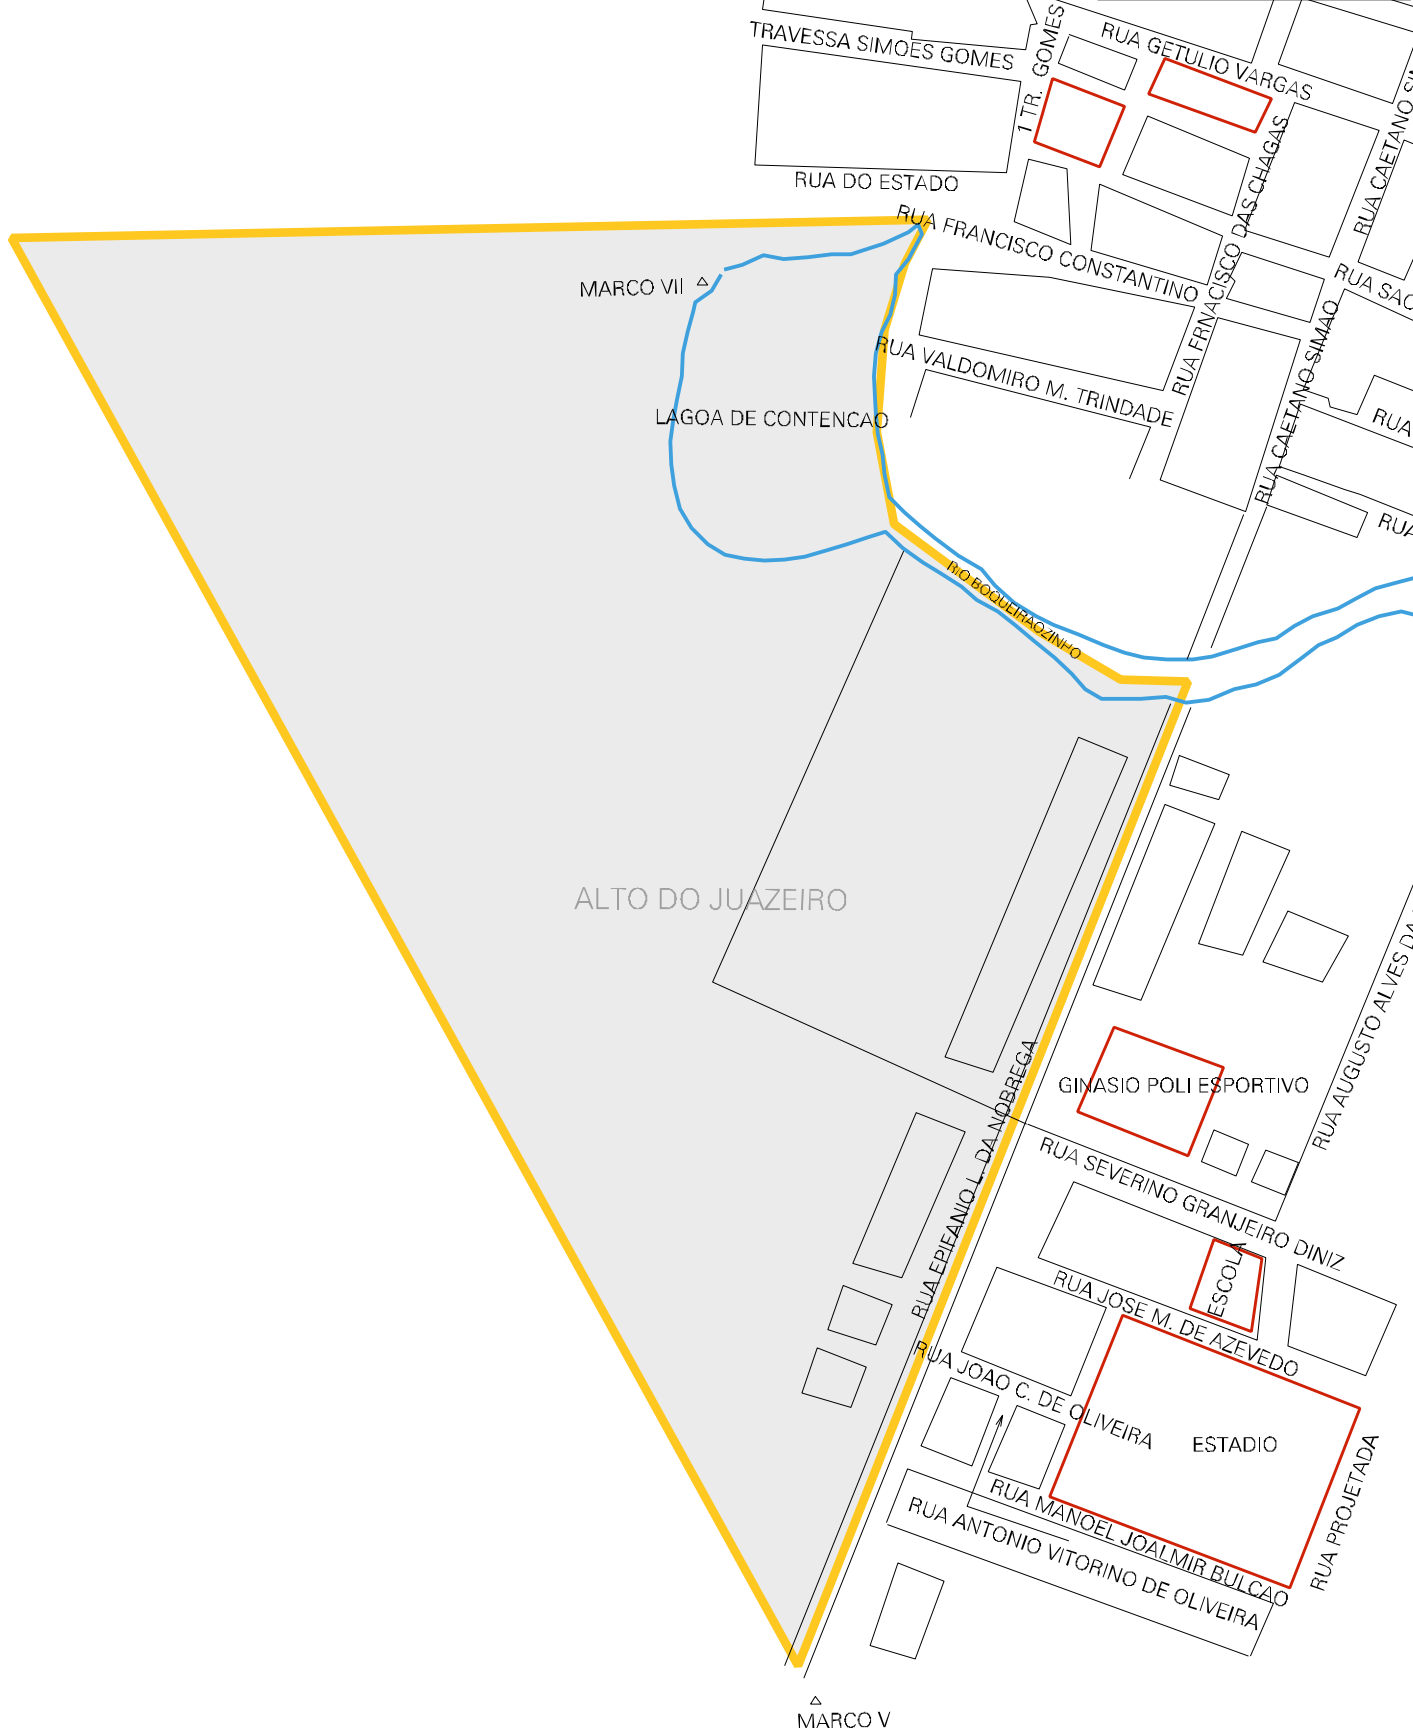 TRAVESSA SIMOES GOMES
1 TR. GOMES
RUA GETULIO VARGAS
RUA DO ESTADO
RUA FRANCISCO CONSTANTINO
RUA FRNACISCO DAS CHAGAS
RUA CAETANO SI
RUA SAC
MARCO VII
RUA VALDOMIRO M. TRINDADE
RUA CAETANO SIMAO
LAGOA DE CONTENCAO
RUA
RUA
RIO BOQUEIRAOZINHO
ALTO DO JUAZEIRO
RUA AUGUSTO ALVES DA
GINASIO POLI ESPORTIVO
RUA EPIFANIO L. DA NOBREGA
RUA SEVERINO GRANJEIRO DINIZ
ESCOLA
RUA JOSE M. DE AZEVEDO
RUA JOAO C. DE OLIVEIRA
ESTADIO
RUA PROJETADA
RUA MANOEL JOALMIR BULCAO
RUA ANTONIO VITORINO DE OLIVEIRA
MARCO V